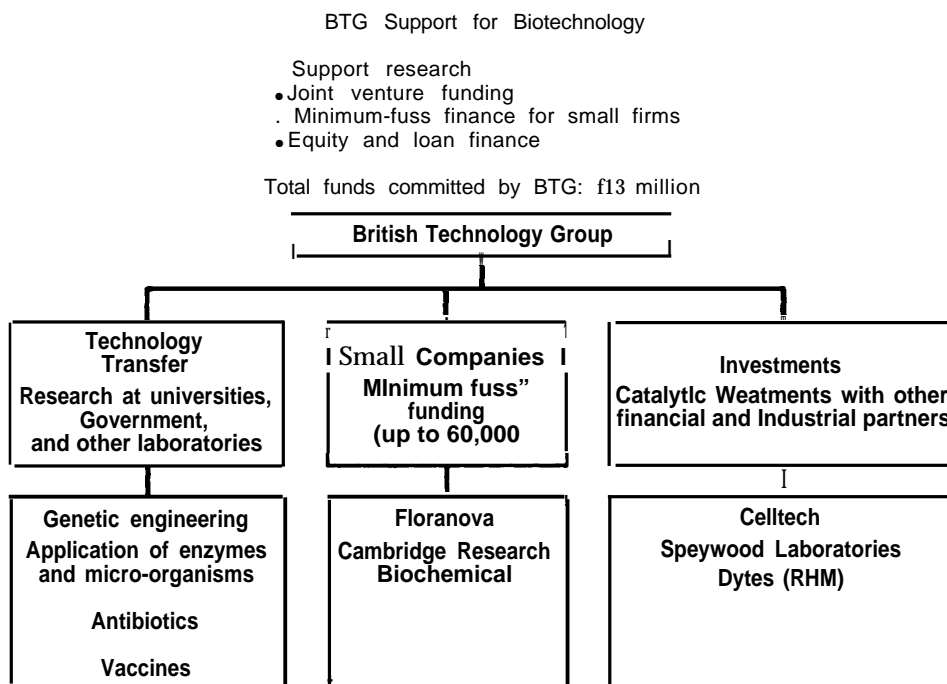 BTG Support for Biotechnology
Support research
• Joint venture funding
. Minimum-fuss finance for small firms
• Equity and loan finance
Total funds committed by BTG: f13 million
British Technology Group
Technology
Transfer
Research at universities,
Government,
and other laboratories
Small Companies
MInimum fuss”
funding
(up to 60,000
Investments
CatalytIc Weatments with other
financial and Industrial partners
Genetic engineering
Application of enzymes
and micro-organisms
Antibiotics
Vaccines
Floranova
Cambridge Research
Biochemical
Celltech
Speywood Laboratories
Dytes (RHM)